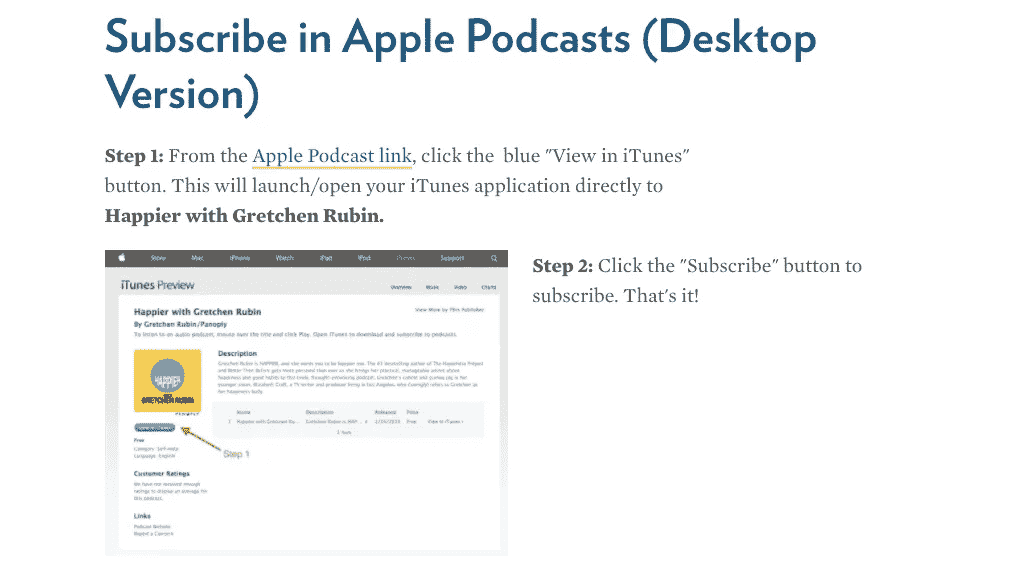 Subscribe in Apple Podcasts (Desktop
Version)
Step 1: From the Apple Podcast link, click the blue "View in iTunes"
button. This will launch/open your iTunes application directly to
Happier with Gretchen Rubin.
Store Mac iPhone Watch iPad iPod iTunes Support
iTunes Preview
Overview Music Video Charts
Happier with Gretchen Rubin
View More by This Publisher
By Gretchen Rubin/Panoply
To listen to an audio podcast, mouse over the title and click Play. Open iTunes to download and subscribe to podcasts.
HAPPIER
GRETCHEN RUBIN
Description
Name Description Released Price
1 Happier with Gretchen Ru... Free View in iTunes
1 Item
Step 1
Free
Category: Self-Help
Language: English
Customer Ratings
We have not received enough
ratings to display an average for
this podcast.
Links
Podcast Website
Report a Concern
Step 2: Click the "Subscribe" button to
subscribe. That's it!